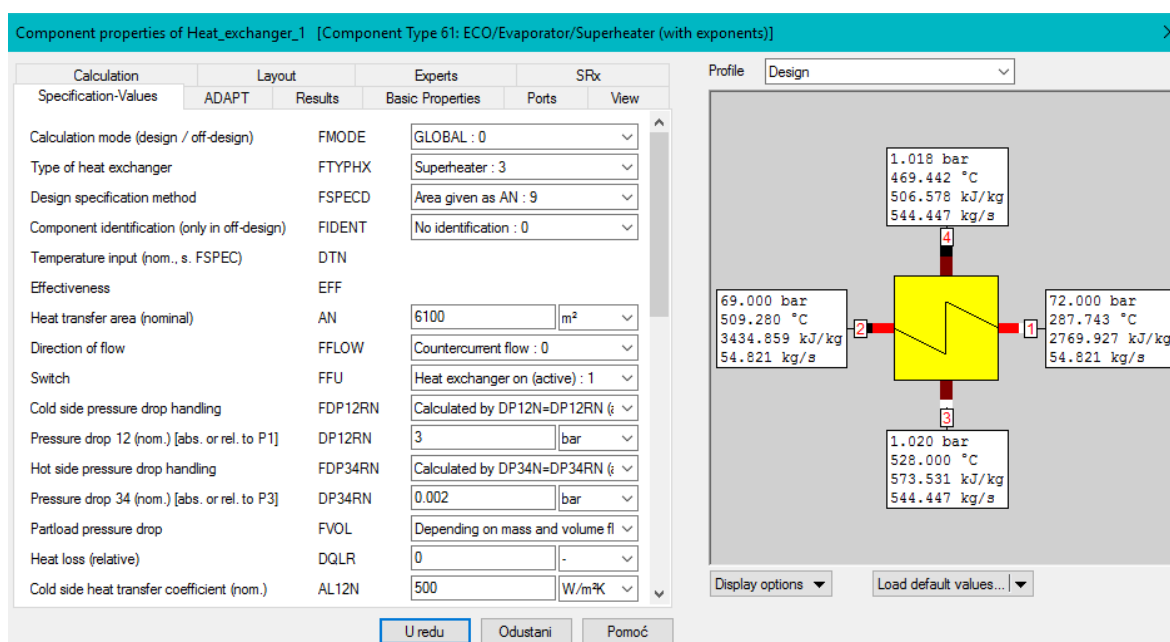 Component properties of Heat_exchanger_1 [Component Type 61: ECO/Evaporator/Superheater (with exponents)]
Calculation Layout Experts SRx
Specification-Values ADAPT Results Basic Properties Ports View
Calculation mode (design / off-design) FMODE GLOBAL : 0
Type of heat exchanger FTYPHX Superheater : 3
Design specification method FSPECD Area given as AN : 9
Component identification (only in off-design) FIDENT No identification : 0
Temperature input (nom., s. FSPEC) DTN
Effectiveness EFF
Heat transfer area (nominal) AN 6100 m²
Direction of flow FFLOW Countercurrent flow : 0
Switch FFU Heat exchanger on (active) : 1
Cold side pressure drop handling FDP12RN Calculated by DP12N=DP12RN (
Pressure drop 12 (nom.) [abs. or rel. to P1] DP12RN 3 bar
Hot side pressure drop handling FDP34RN Calculated by DP34N=DP34RN (
Pressure drop 34 (nom.) [abs. or rel. to P3] DP34RN 0.002 bar
Partload pressure drop FVOL Depending on mass and volume fl
Heat loss (relative) DQLR 0 -
Cold side heat transfer coefficient (nom.) AL12N 500 W/m²K
U redu Odustani Pomoć
Profile Design
1.018 bar
469.442 °C
506.578 kJ/kg
544.447 kg/s
4
69.000 bar
509.280 °C
3434.859 kJ/kg
54.821 kg/s
2
1
72.000 bar
287.743 °C
2769.927 kJ/kg
54.821 kg/s
3
1.020 bar
528.000 °C
573.531 kJ/kg
544.447 kg/s
Display options Load default values...